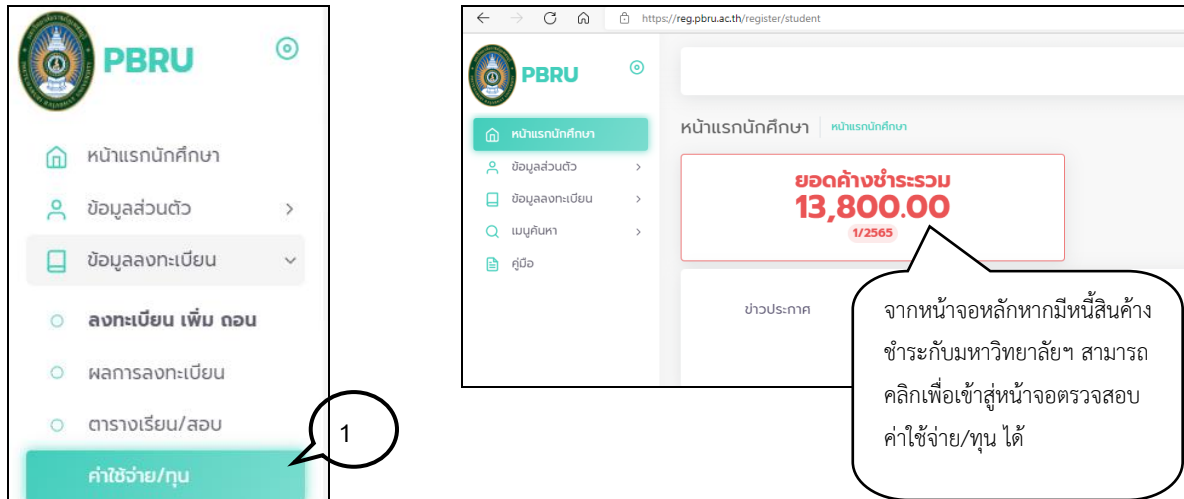 PBRU
หน้าแรกนักศึกษา
ข้อมูลส่วนตัว
ข้อมูลลงทะเบียน
ลงทะเบียน เพิ่ม ถอน
ผลการลงทะเบียน
ตารางเรียน/สอบ
ค่าใช้จ่าย/ทุน
1
https://reg.pbru.ac.th/register/student
PBRU
หน้าแรกนักศึกษา
ข้อมูลส่วนตัว
ข้อมูลลงทะเบียน
เมนูค้นหา
คู่มือ
หน้าแรกนักศึกษา หน้าแรกนักศึกษา
ยอดค้างชำระรวม
13,800.00
1/2565
ข่าวประกาศ
จากหน้าจอหลักหากมีหนี้สินค้าง
ชำระกับมหาวิทยาลัยฯ สามารถ
คลิกเพื่อเข้าสู่หน้าจอตรวจสอบ
ค่าใช้จ่าย/ทุน ได้